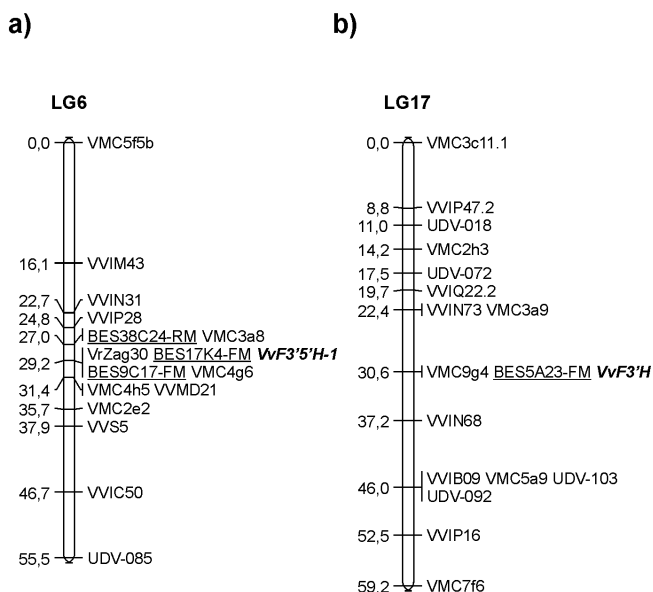 a)
LG6
0,0 VMC5f5b
16,1 VVIM43
22,7 VVIN31
24,8 VVIP28
27,0 BES38C24-RM VMC3a8
29,2 VrZag30 BES17K4-FM VvF3'5'H-1
BES9C17-FM VMC4g6
31,4 VMC4h5 VVMD21
35,7 VMC2e2
37,9 VVS5
46,7 VVIC50
55,5 UDV-085
b)
LG17
0,0 VMC3c11.1
8,8 VVIP47.2
11,0 UDV-018
14,2 VMC2h3
17,5 UDV-072
19,7 VVIQ22.2
22,4 VVIN73 VMC3a9
30,6 VMC9g4 BES5A23-FM VvF3'H
37,2 VVIN68
46,0 VVIB09 VMC5a9 UDV-103
UDV-092
52,5 VVIP16
59,2 VMC7f6